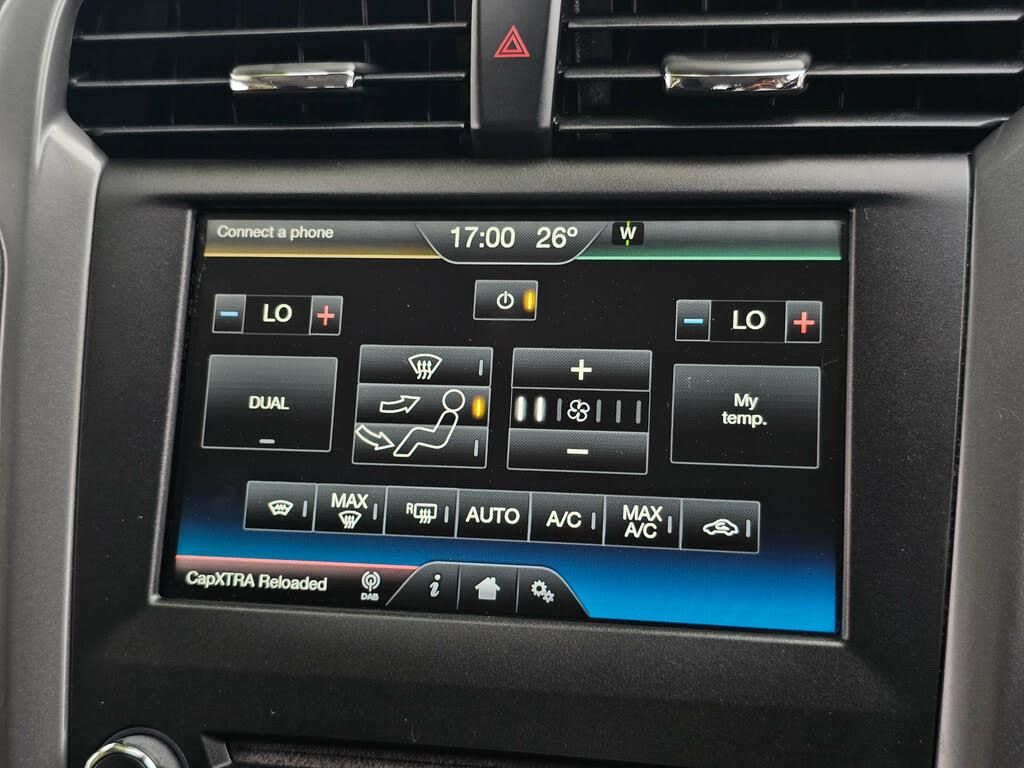 Connect a phone
17:00 26° W
LO
LO
DUAL
My
temp.
MAX
R
AUTO
A/C
MAX
A/C
CapXTRA Reloaded
DAB
i